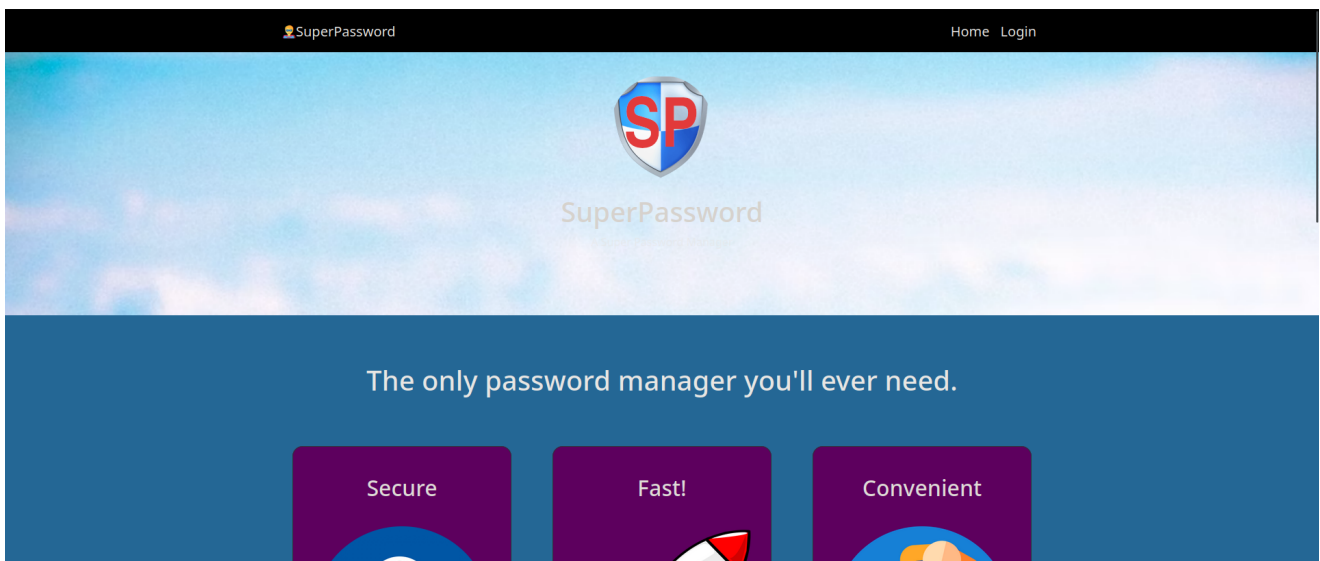 SuperPassword
Home Login
SP
SuperPassword
The only password manager you'll ever need.
Secure
Fast!
Convenient